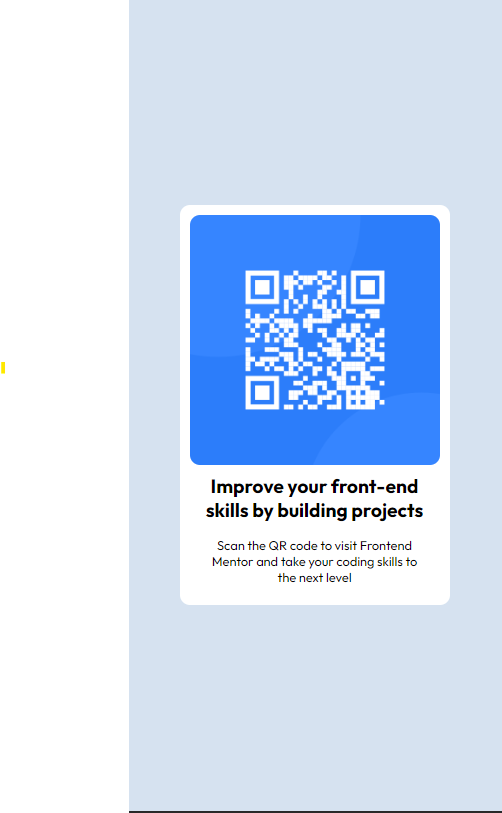 Improve your front-end
skills by building projects
Scan the QR code to visit Frontend
Mentor and take your coding skills to
the next level